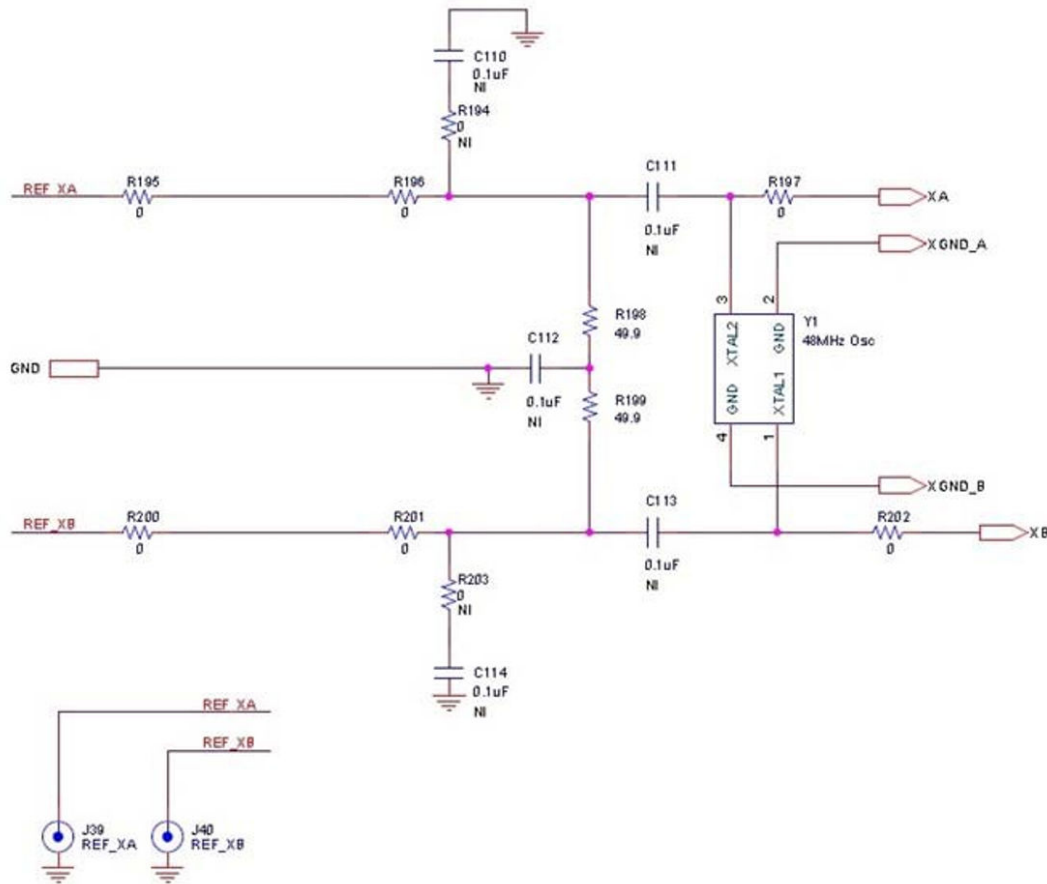 C110
0.1uF
NI
R194
0
NI
REF_XA
R195
0
R196
0
C111
0.1uF
NI
R197
0
XA
XGND_A
R198
49.9
3
2
XTAL2
GND
Y1
48MHz Osc
GND
XTAL1
4
1
GND
C112
0.1uF
NI
R199
49.9
XGND_B
REF_XB
R200
0
R201
0
C113
0.1uF
NI
R202
0
XB
R203
0
NI
C114
0.1uF
NI
REF_XA
REF_XB
J39
REF_XA
J40
REF_XB